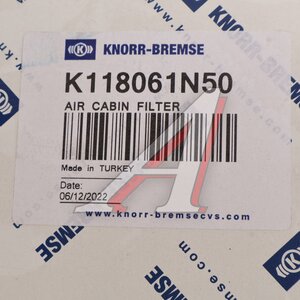 KNORR-BREMSE
K118061N50
AIR CABIN FILTER
Made in TURKEY
Date:
06/12/2022
www.knorr-bremsecvs.com